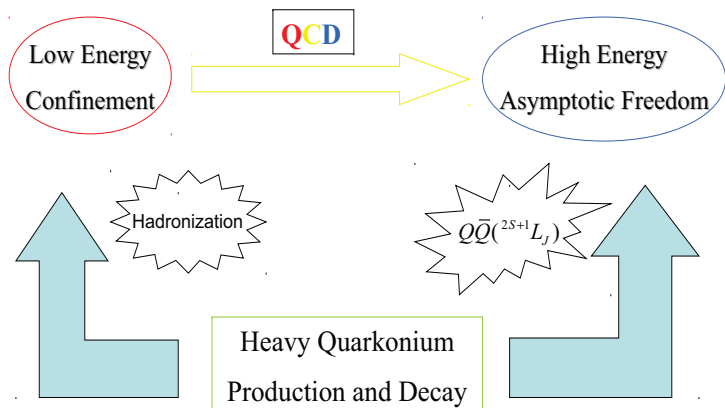 QCD
Low Energy
Confinement
High Energy
Asymptotic Freedom
Hadronization
QQ̄(²ˢ⁺¹L_J)
Heavy Quarkonium
Production and Decay